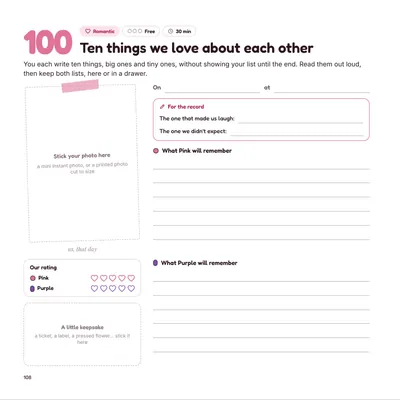 100
Romantic
Free
30 min
Ten things we love about each other
You each write ten things, big ones and tiny ones, without showing your list until the end. Read them out loud,
then keep both lists, here or in a drawer.
Stick your photo here
a mini instant photo, or a printed photo
cut to size
us, that day
On
at
For the record
The one that made us laugh:
The one we didn't expect:
What Pink will remember
Our rating
Pink
Purple
What Purple will remember
A little keepsake
a ticket, a label, a pressed flower... stick it
here